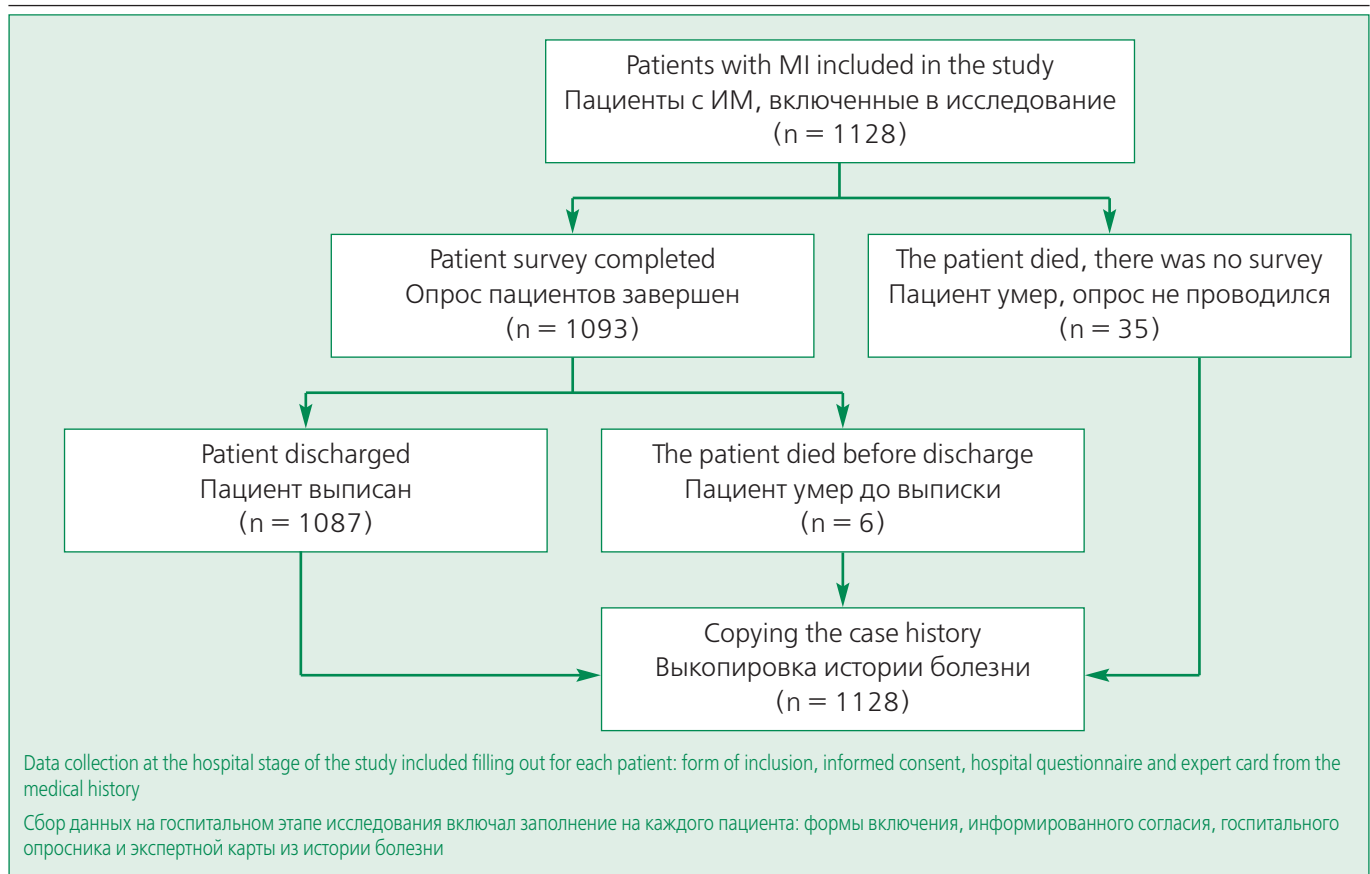 Patients with MI included in the study
Пациенты с ИМ, включенные в исследование
(n = 1128)
Patient survey completed
Опрос пациентов завершен
(n = 1093)
The patient died, there was no survey
Пациент умер, опрос не проводился
(n = 35)
Patient discharged
Пациент выписан
(n = 1087)
The patient died before discharge
Пациент умер до выписки
(n = 6)
Copying the case history
Выкопировка истории болезни
(n = 1128)
Data collection at the hospital stage of the study included filling out for each patient: form of inclusion, informed consent, hospital questionnaire and expert card from the
medical history
Сбор данных на госпитальном этапе исследования включал заполнение на каждого пациента: формы включения, информированного согласия, госпитального
опросника и экспертной карты из истории болезни